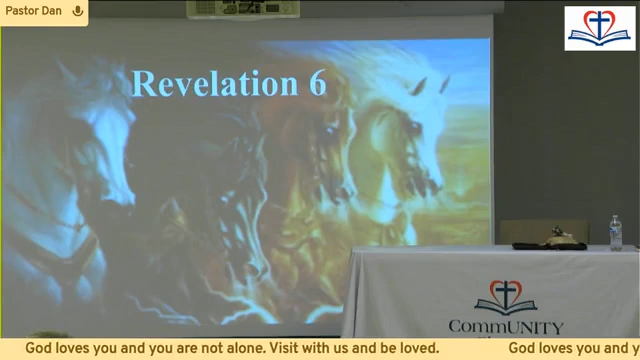 Pastor Dan
Revelation 6
CommUNITY
God loves you and you are not alone. Visit with us and be loved.
God loves you and y